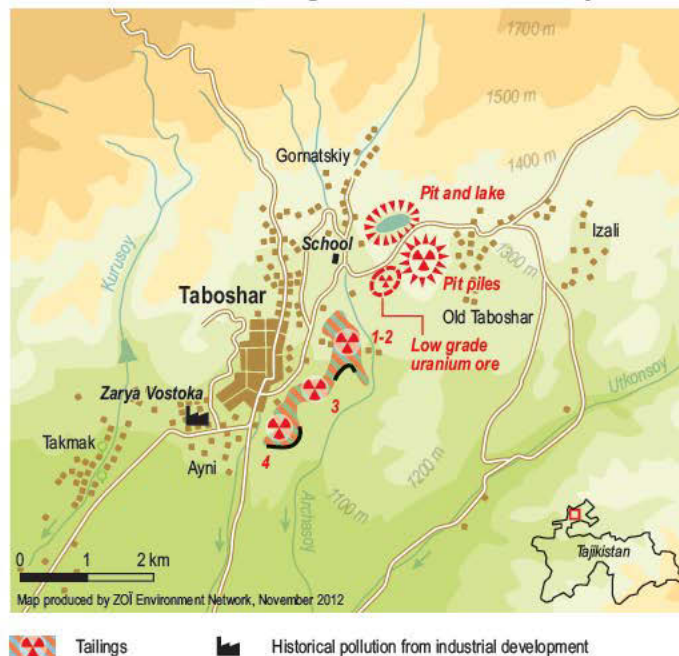 1700 m
1500 m
1400 m
Gornatskiy
Pit and lake
Izali
School
1300 m
Kurusoy
Taboshar
Pit piles
Old Taboshar
1-2
Low grade
uranium ore
Utkonsoy
Zarya Vostoka
3
Takmak
Ayni
4
1200 m
1100 m
Archasoy
0 1 2 km
Tajikistan
Map produced by ZOÏ Environment Network, November 2012
Tailings
Historical pollution from industrial development